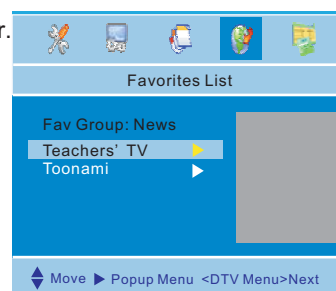 r.
Favorites List
Fav Group: News
Teachers' TV
Toonami
Move Popup Menu <DTV Menu>Next